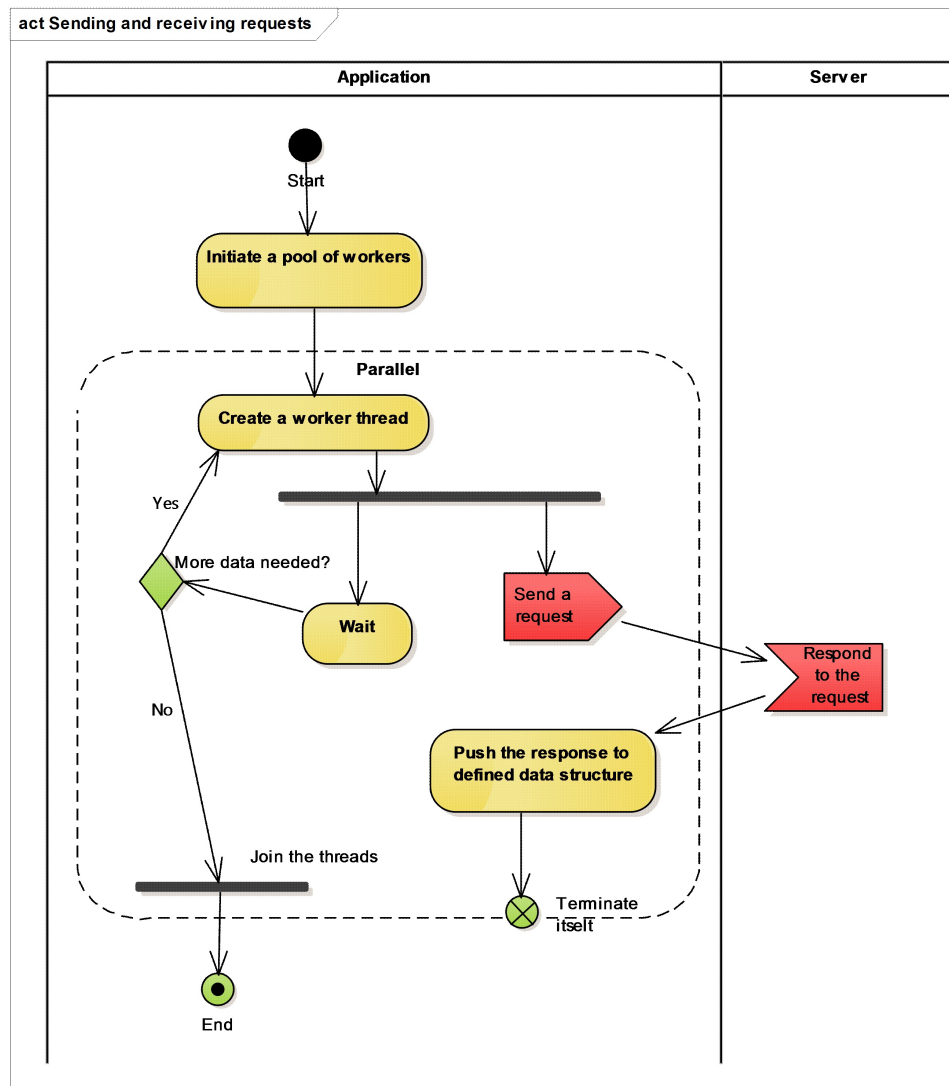 act Sending and receiving requests
Application
Server
Start
Initiate a pool of workers
Parallel
Create a worker thread
Yes
More data needed?
Send a
request
Wait
Respond
to the
request
No
Push the response to
defined data structure
Join the threads
Terminate
itselt
End